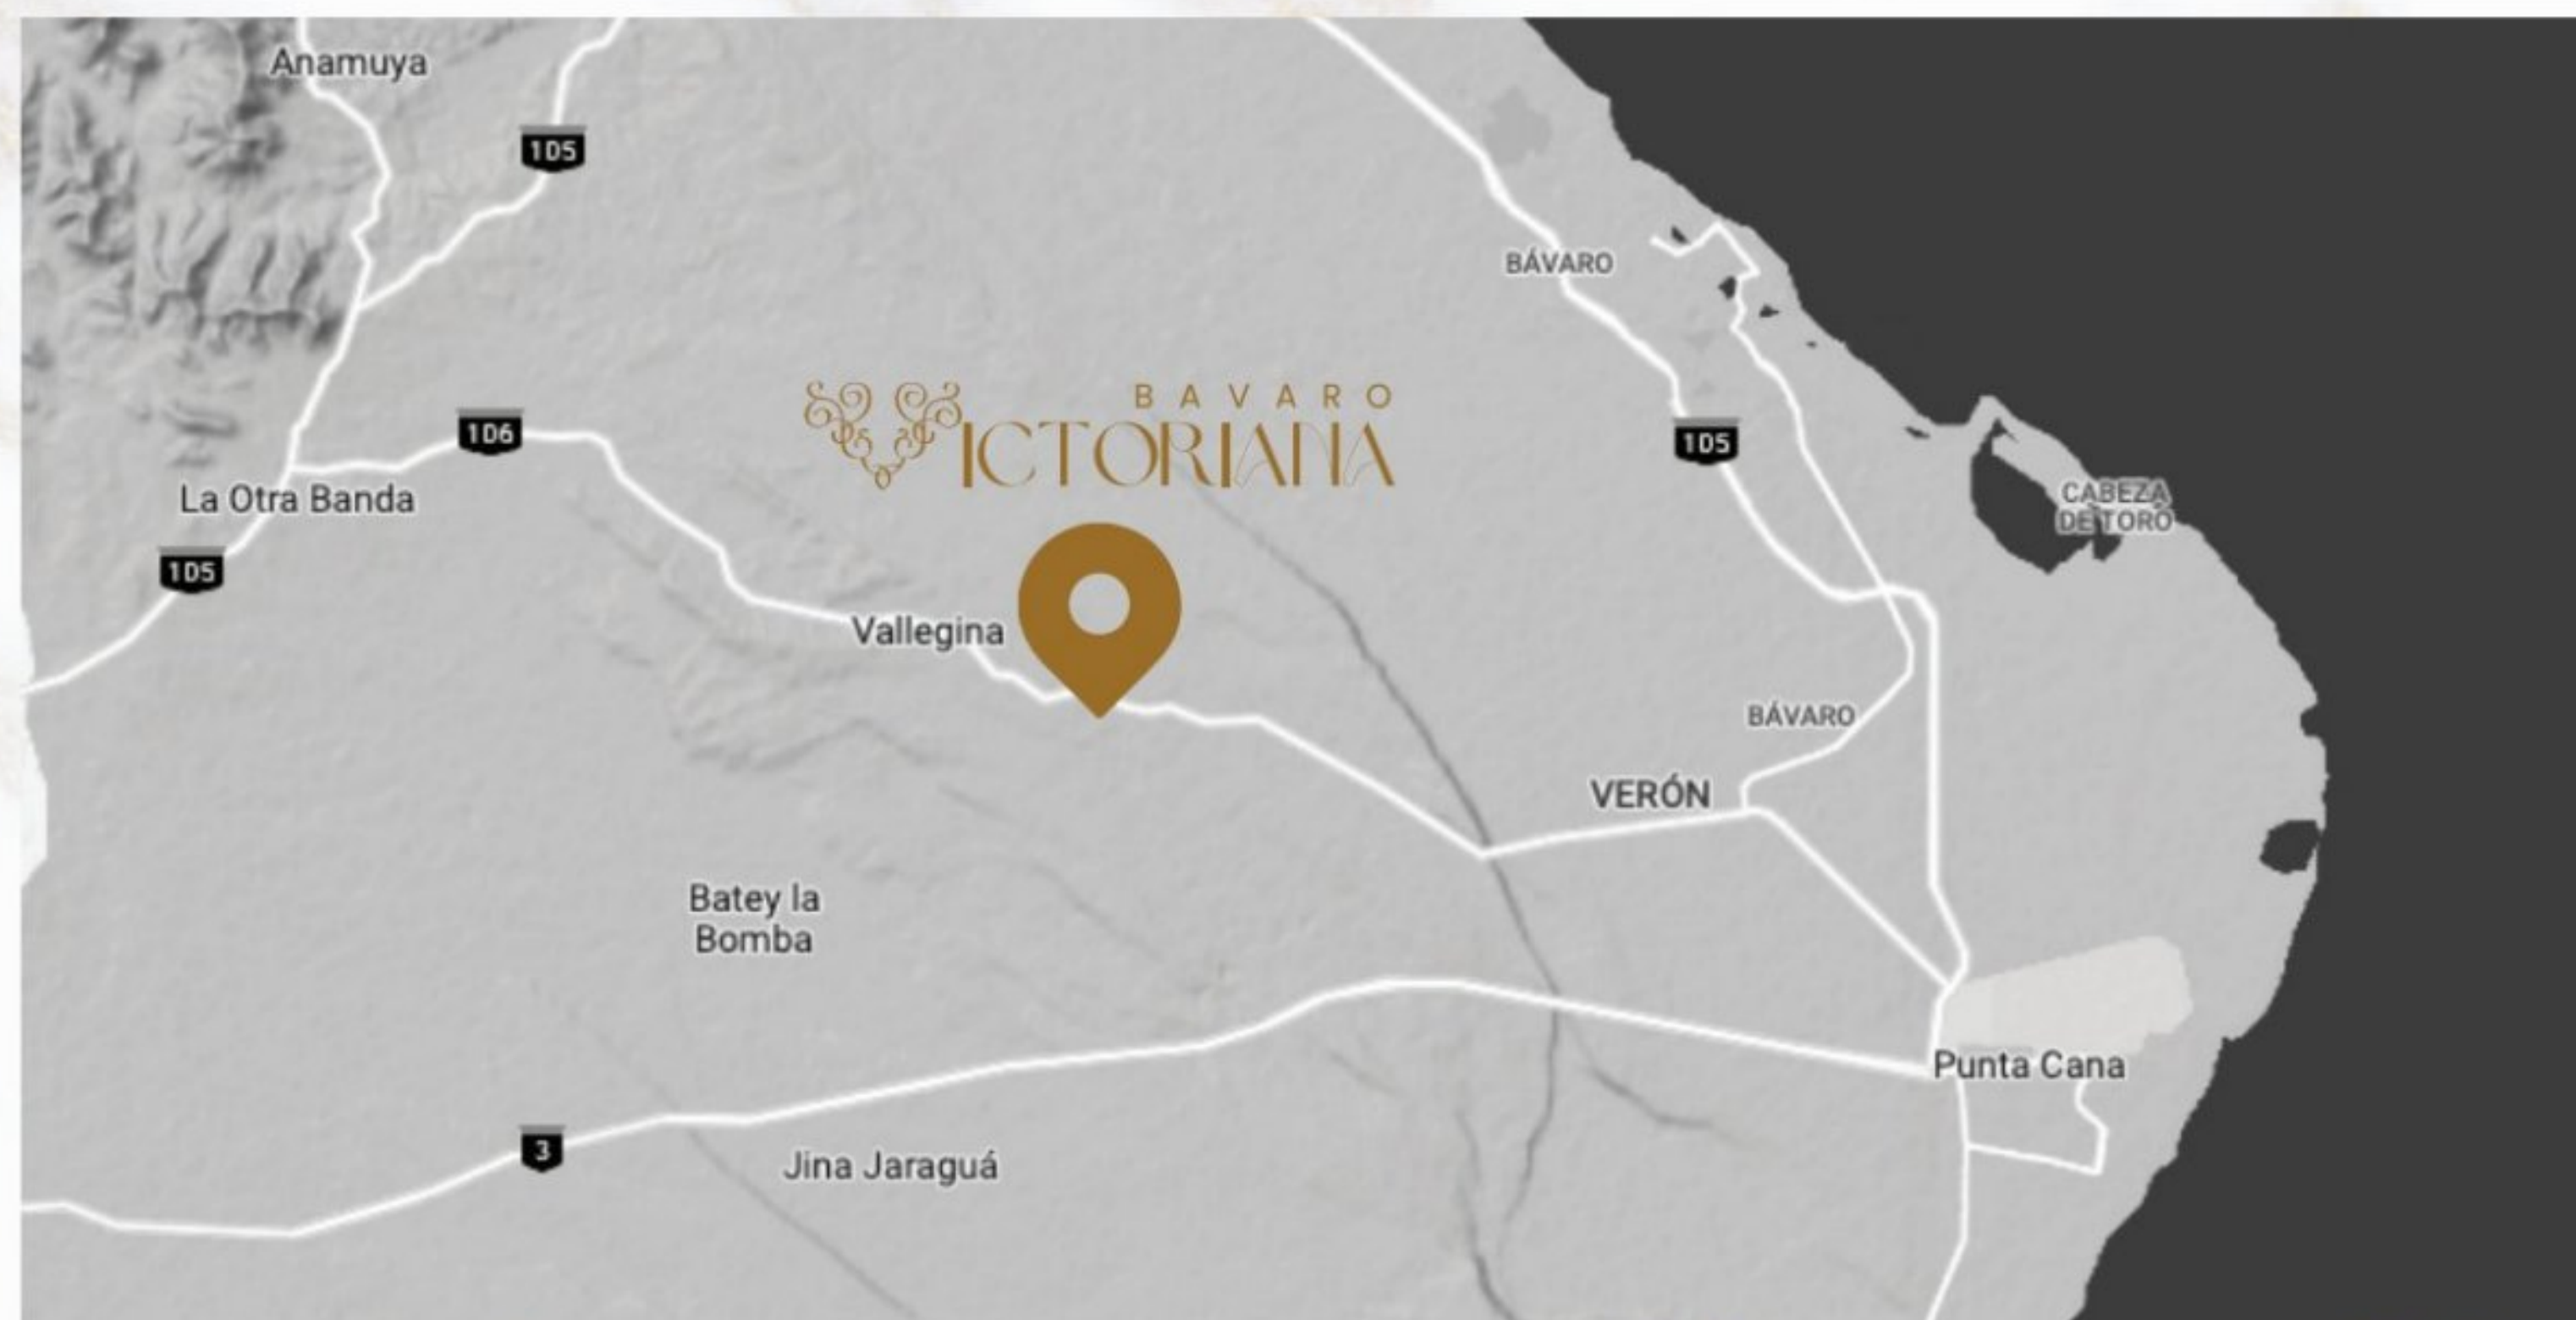 Anamuya
105
BÁVARO
BAVARO
VICTORIANA
106
105
La Otra Banda
CABEZA
DE TORO
105
Vallegina
BÁVARO
VERÓN
Batey la
Bomba
Punta Cana
3
Jina Jaraguá